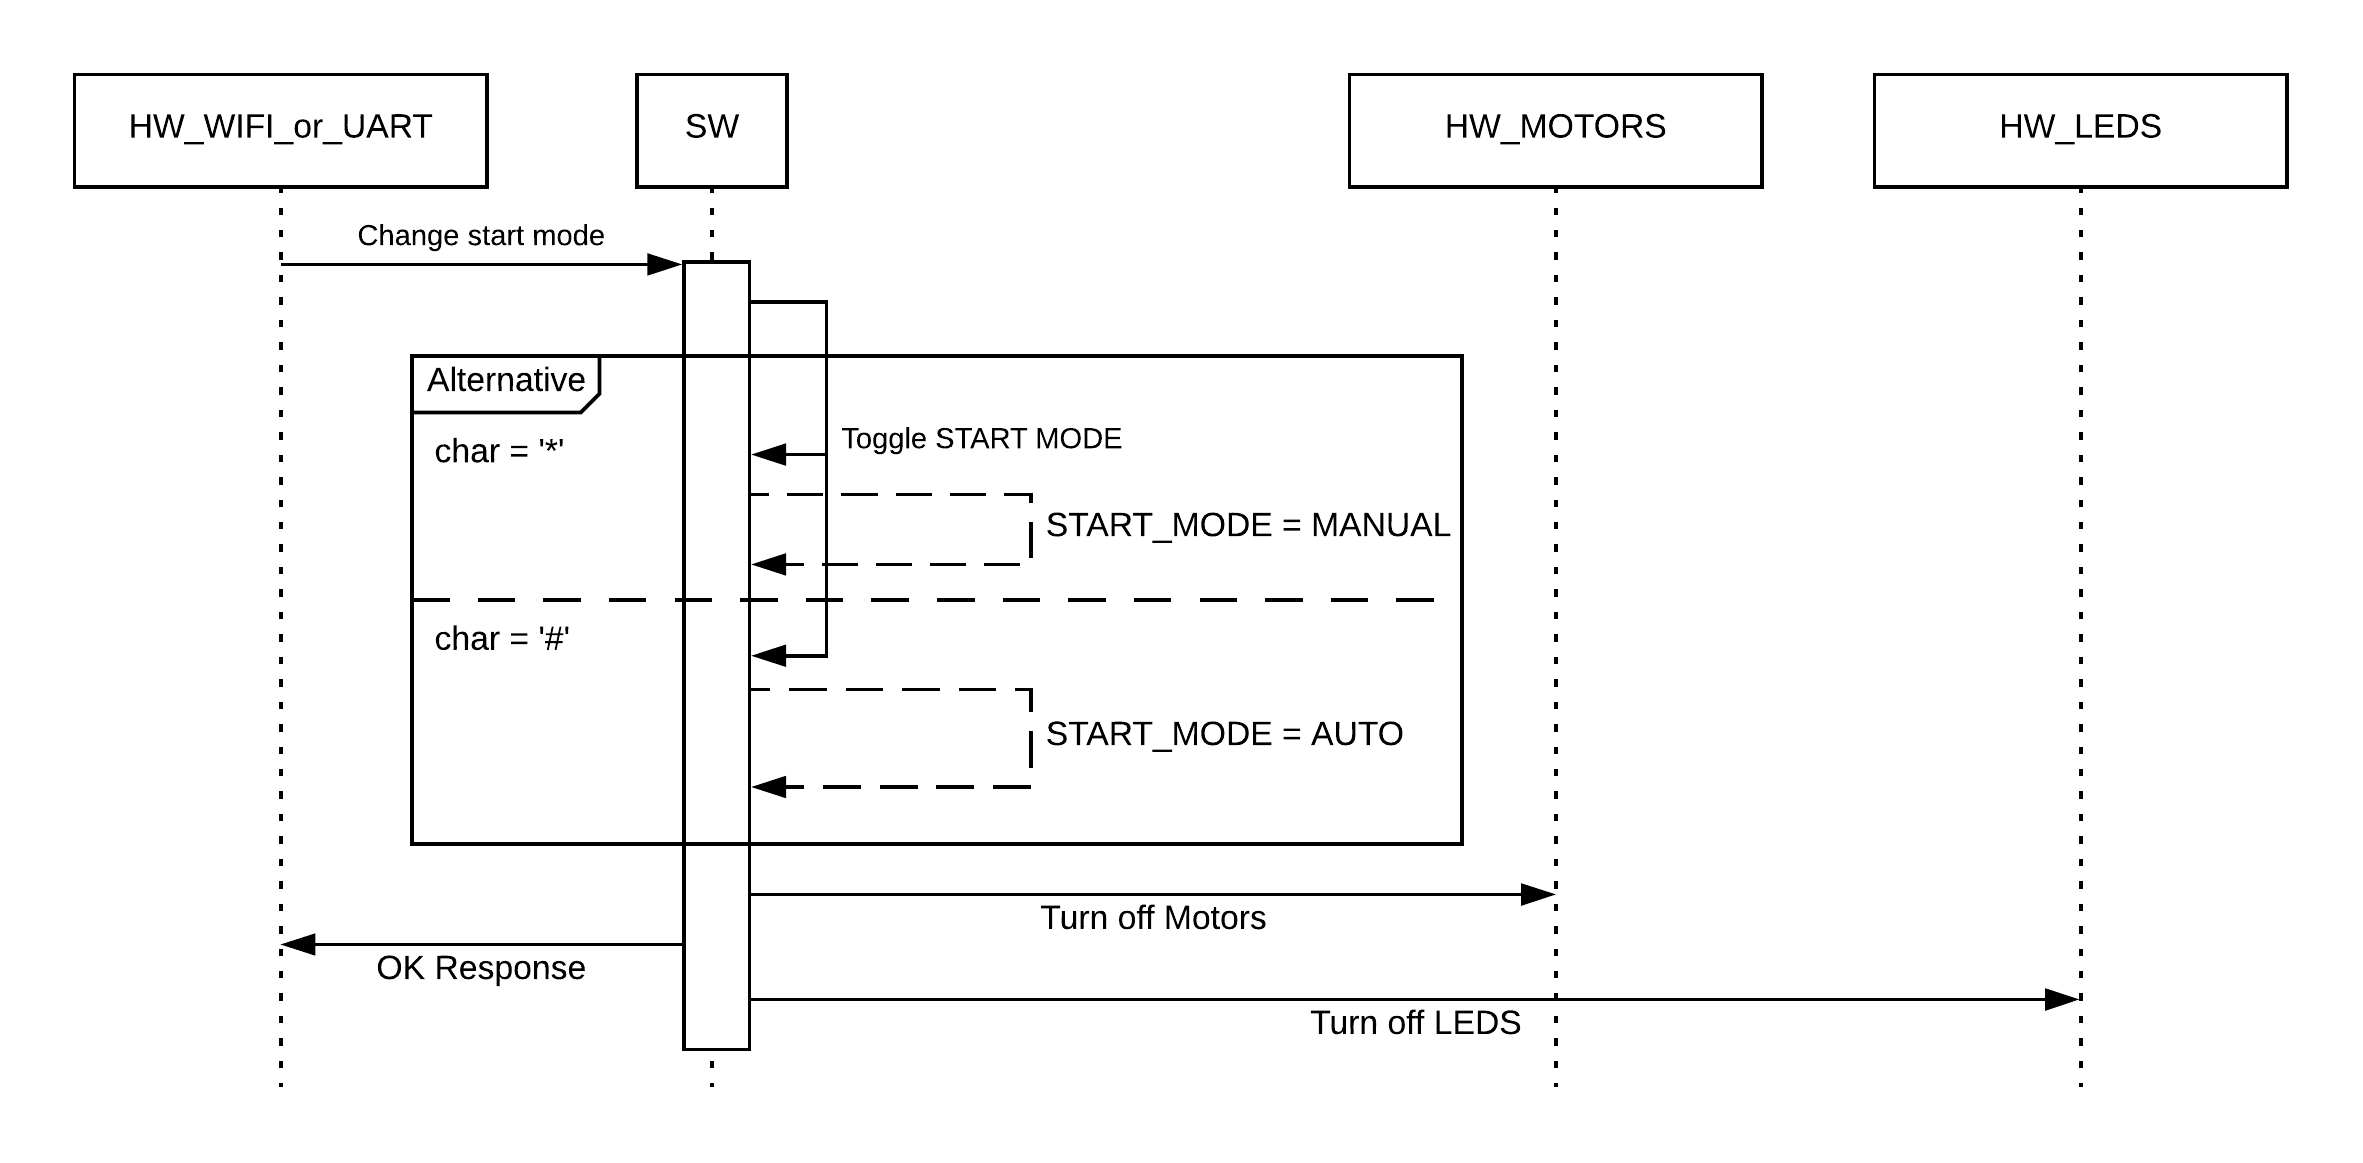 HW_WIFI_or_UART
SW
HW_MOTORS
HW_LEDS
Change start mode
Alternative
char = '*'
Toggle START MODE
START_MODE = MANUAL
char = '#'
START_MODE = AUTO
Turn off Motors
OK Response
Turn off LEDS